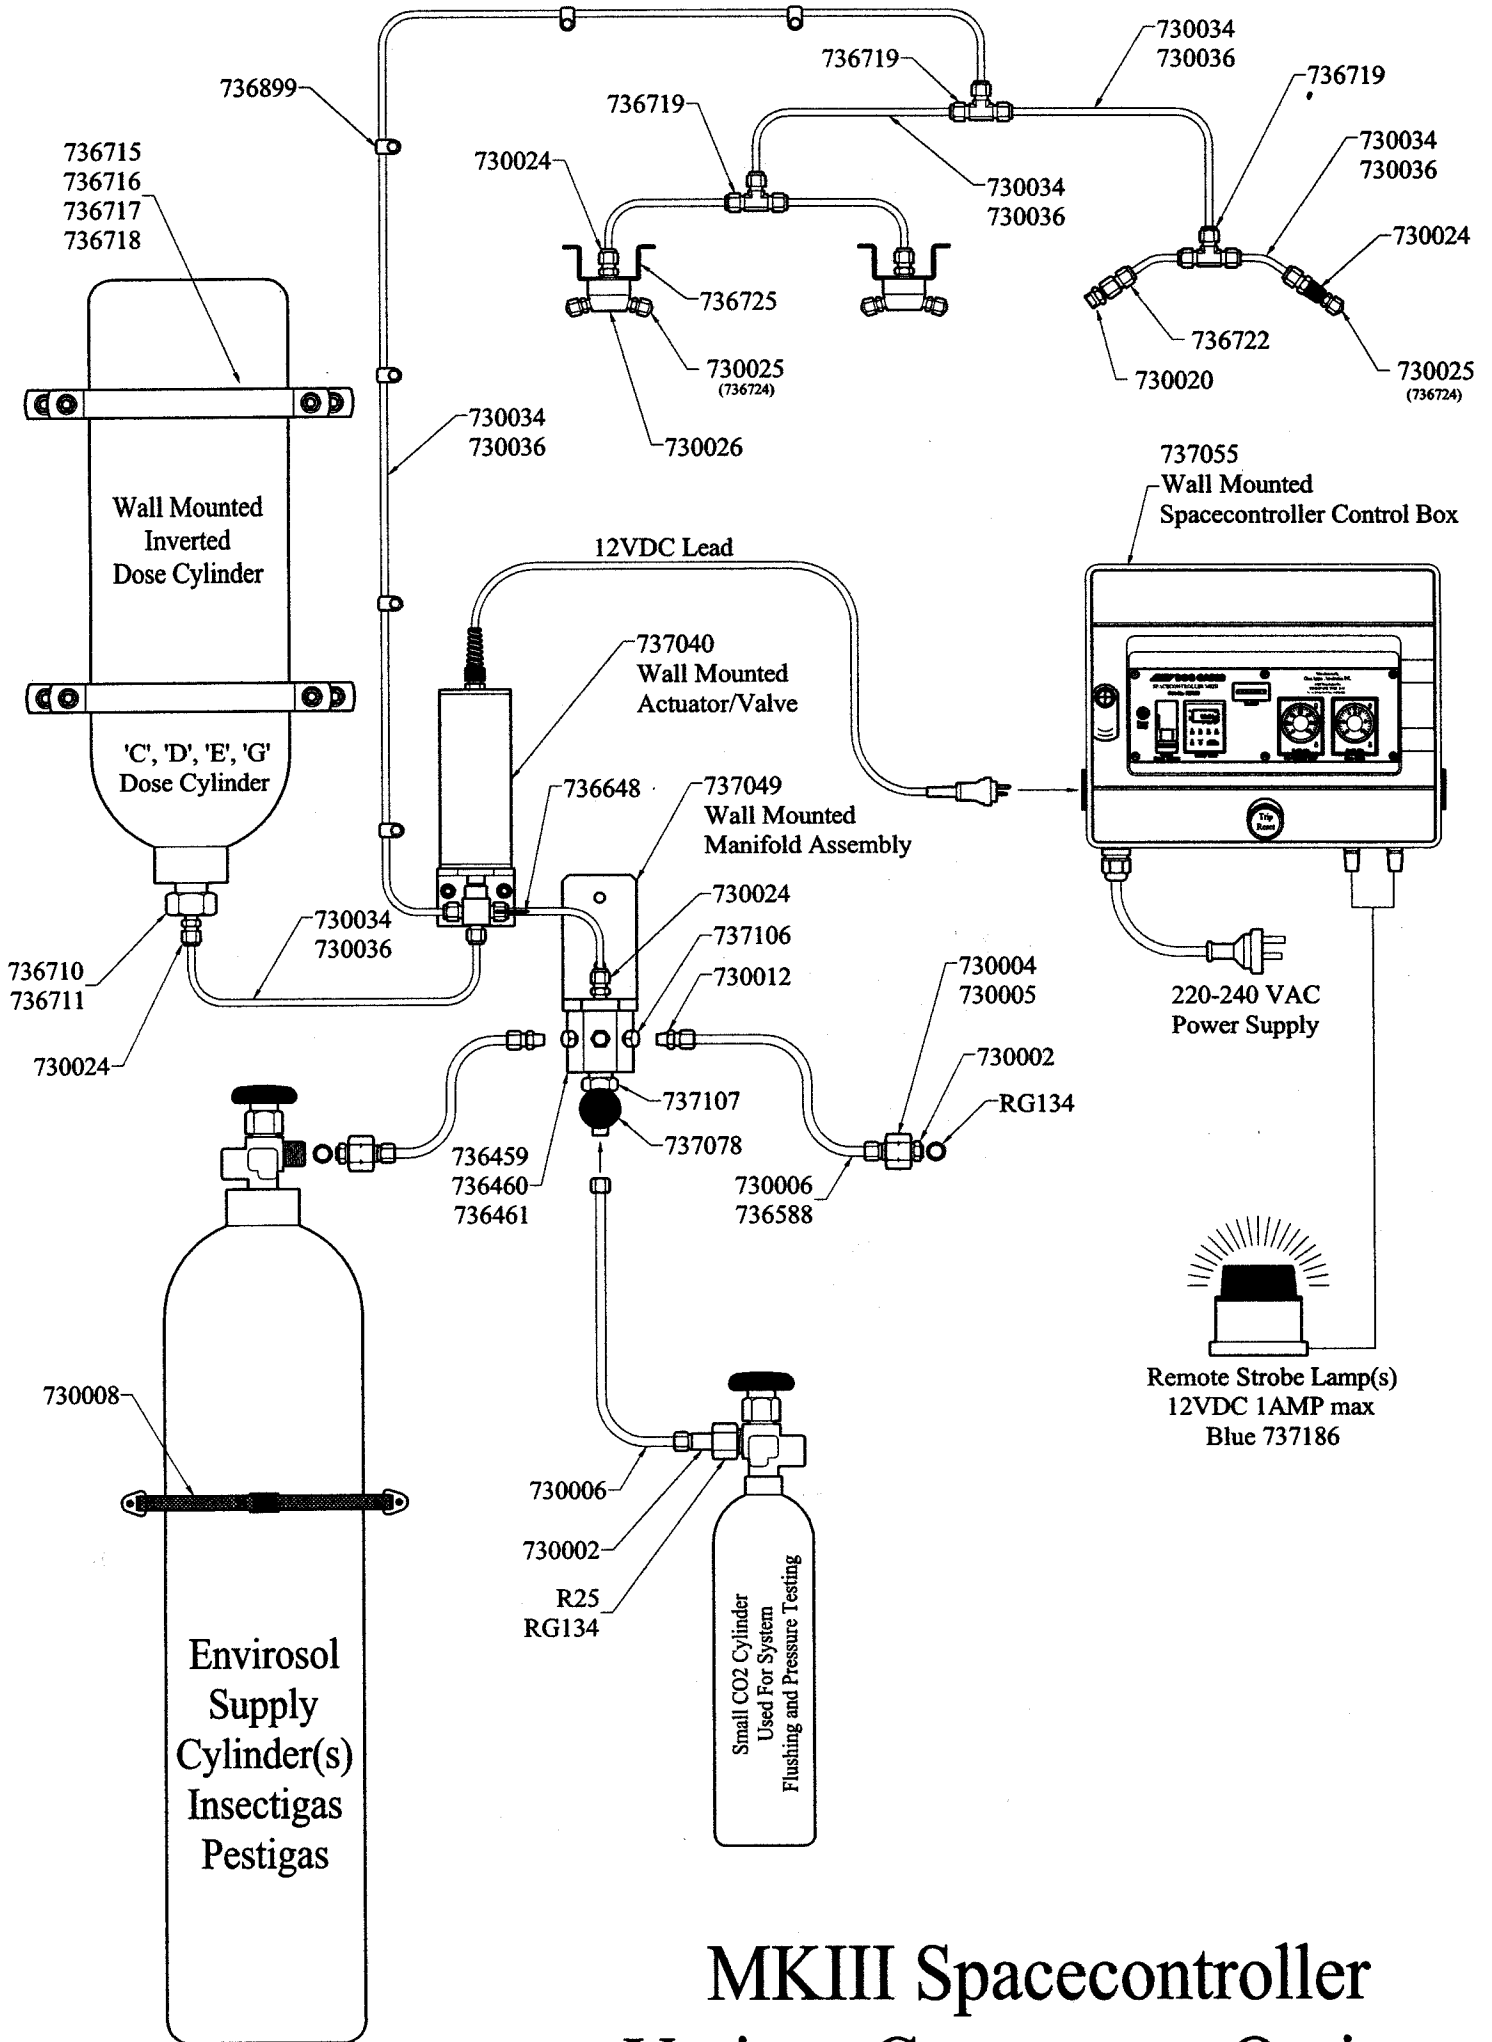 730034
730036
736719
736719
736899
736719
730034
730036
736715
736716
736717
736718
730024
730034
730036
730024
736725
736722
730025
(736724)
730020
730025
(736724)
730034
730036
730026
737055
Wall Mounted
Spacecontroller Control Box
Wall Mounted
Inverted
Dose Cylinder
12VDC Lead
737040
Wall Mounted
Actuator/Valve
'C', 'D', 'E', 'G'
Dose Cylinder
736648
737049
Wall Mounted
Manifold Assembly
Trip
Reset
730024
730034
730036
737106
730012
736710
736711
730004
730005
220-240 VAC
Power Supply
730024
730002
RG134
737107
737078
736459
736460
736461
730006
736588
Remote Strobe Lamp(s)
12VDC 1AMP max
Blue 737186
730008
730006
730002
R25
RG134
Small CO2 Cylinder
Used For System
Flushing and Pressure Testing
Envirosol
Supply
Cylinder(s)
Insectigas
Pestigas
MKIII Spacecontroller